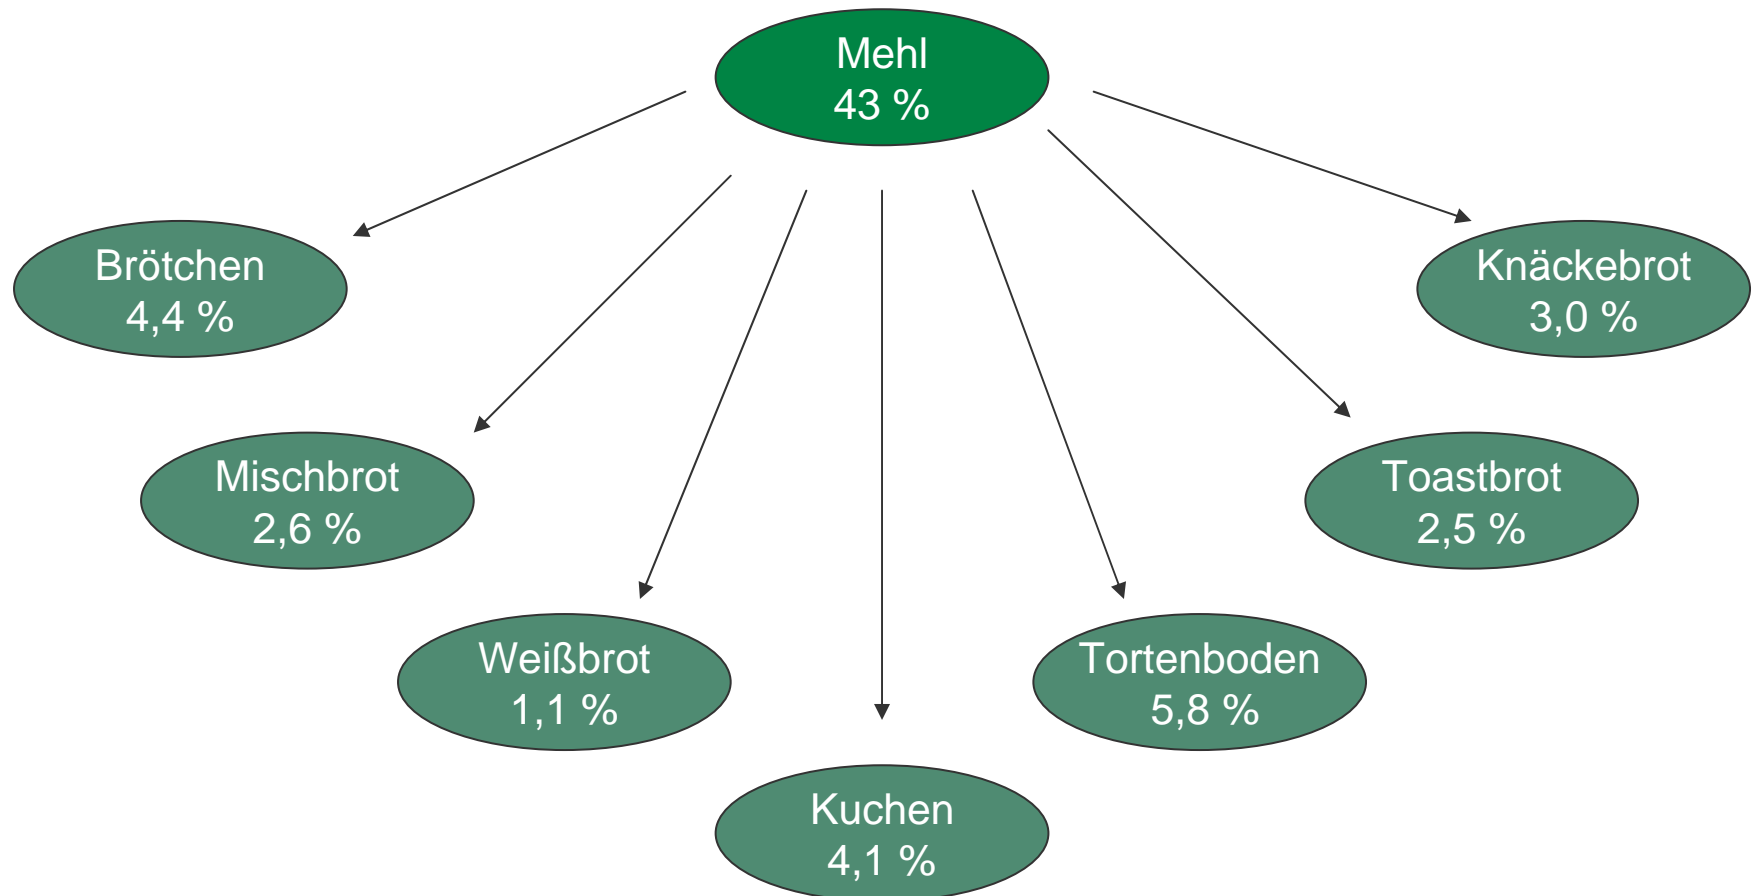 Mehl
43 %
Brötchen
4,4 %
Knäckebrot
3,0 %
Mischbrot
2,6 %
Toastbrot
2,5 %
Weißbrot
1,1 %
Tortenboden
5,8 %
Kuchen
4,1 %